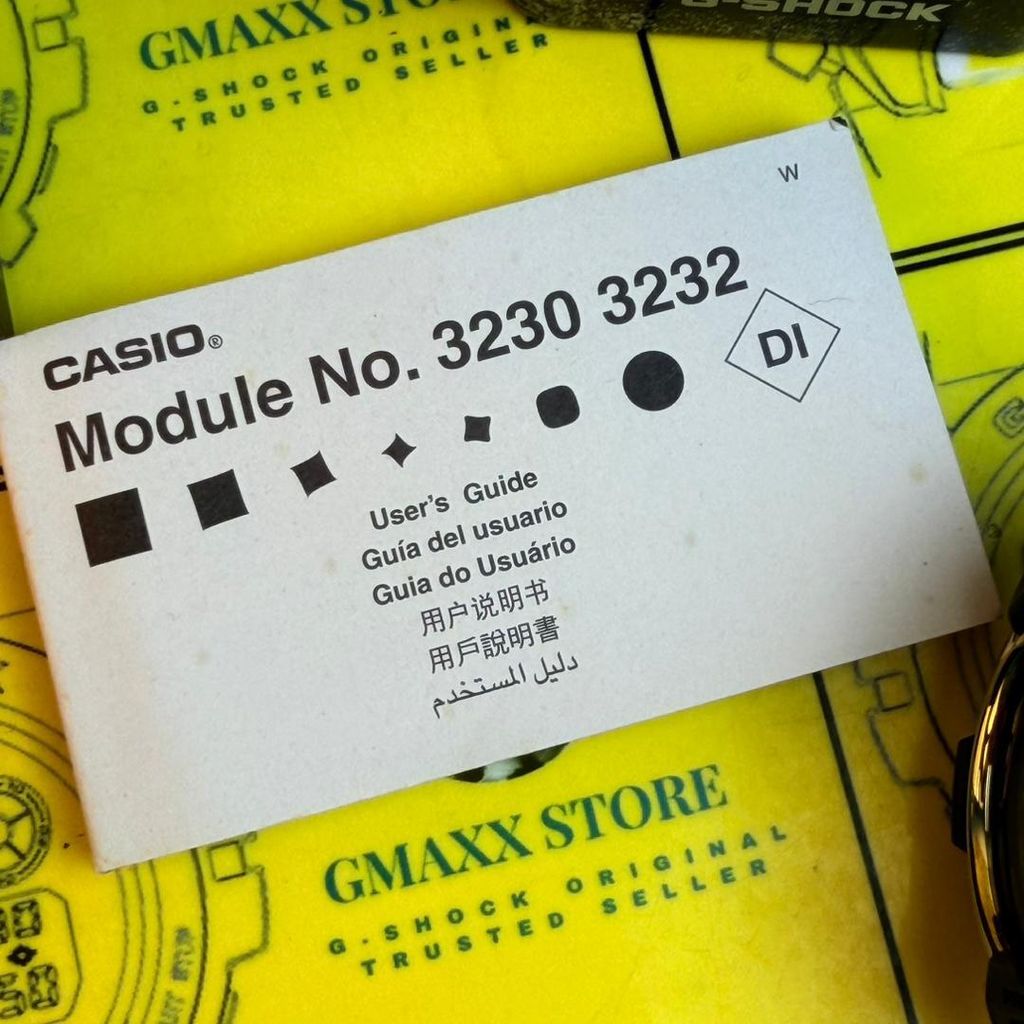 G-SHOCK
GMAXX STORE
G-SHOCK ORIGINAL
TRUSTED SELLER
W
CASIO®
Module No. 3230 3232
DI
User's Guide
Guía del usuario
Guia do Usuário
用户说明书
用戶說明書
دليل المستخدم
GMAXX STORE
G-SHOCK ORIGINAL
TRUSTED SELLER